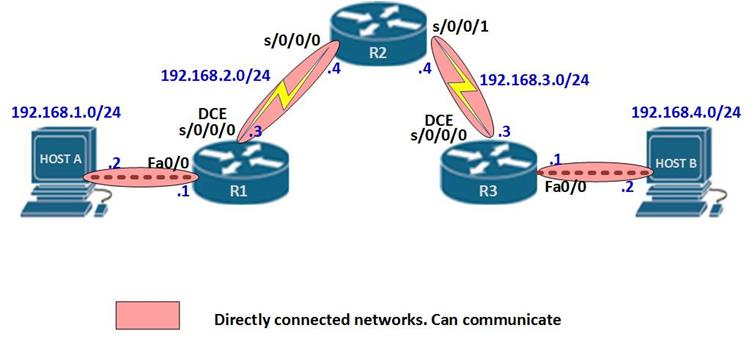 s/0/0/0
R2
s/0/0/1
.4
.4
192.168.2.0/24
192.168.3.0/24
192.168.1.0/24
DCE
s/0/0/0
.3
DCE
s/0/0/0
.3
192.168.4.0/24
HOST A
.2
Fa0/0
.1
R1
R3
.1
Fa0/0
.2
HOST B
Directly connected networks. Can communicate